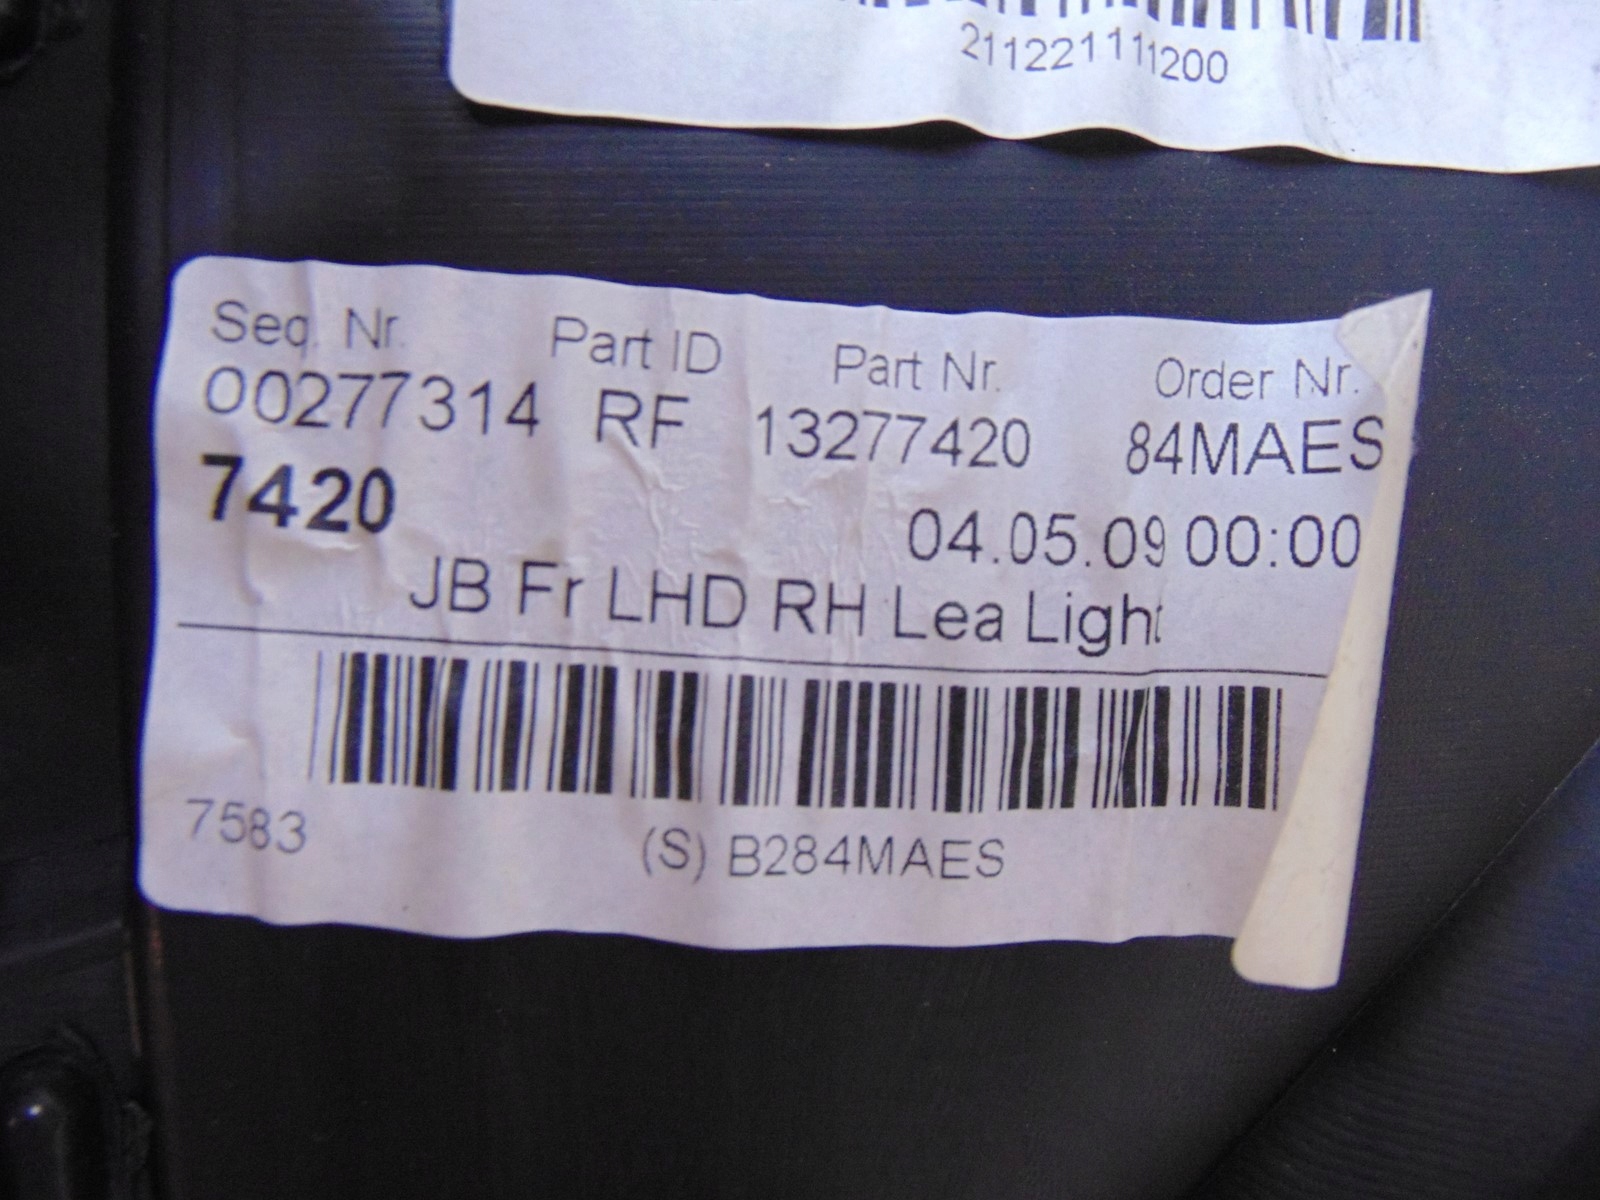 211221111200
Seq. Nr. Part ID Part Nr. Order Nr.
00277314 RF 13277420 84MAES
7420 04.05.09 00:00
JB Fr LHD RH Lea Light
7583 (S) B284MAES